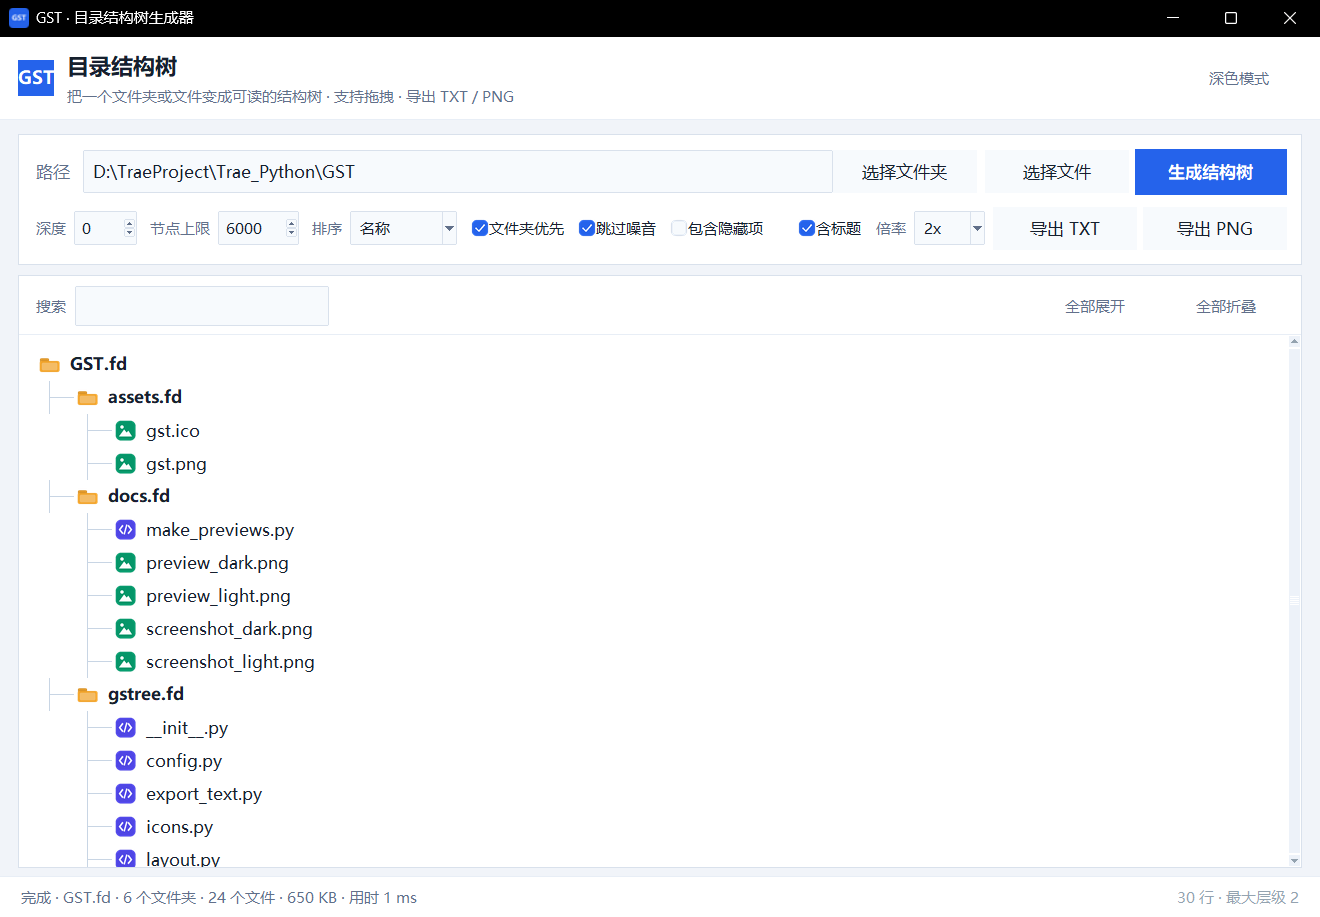 GST GST · 目录结构树生成器
GST 目录结构树
把一个文件夹或文件变成可读的结构树 · 支持拖拽 · 导出 TXT / PNG
深色模式
路径 D:\TraeProject\Trae_Python\GST 选择文件夹 选择文件 生成结构树
深度 0 节点上限 6000 排序 名称 文件夹优先 跳过噪音 包含隐藏项 含标题 倍率 2x 导出 TXT 导出 PNG
搜索 全部展开 全部折叠
GST.fd
assets.fd
gst.ico
gst.png
docs.fd
make_previews.py
preview_dark.png
preview_light.png
screenshot_dark.png
screenshot_light.png
gstree.fd
__init__.py
config.py
export_text.py
icons.py
layout.py
完成 · GST.fd · 6 个文件夹 · 24 个文件 · 650 KB · 用时 1 ms 30 行 · 最大层级 2